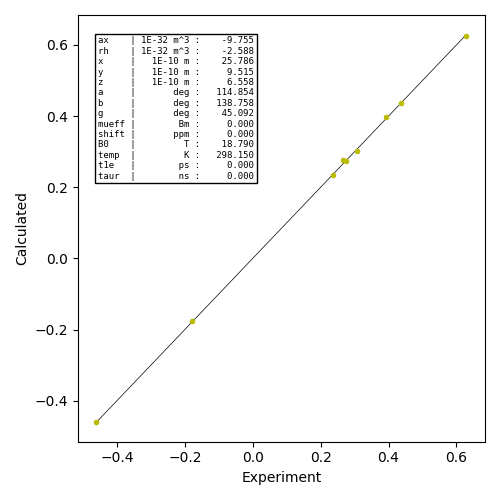 0.6
0.4
0.2
0.0
−0.2
−0.4
Calculated
ax | 1E-32 m^3 : -9.755
rh | 1E-32 m^3 : -2.588
x | 1E-10 m : 25.786
y | 1E-10 m : 9.515
z | 1E-10 m : 6.558
a | deg : 114.854
b | deg : 138.758
g | deg : 45.092
mueff | Bm : 0.000
shift | ppm : 0.000
B0 | T : 18.790
temp | K : 298.150
t1e | ps : 0.000
taur | ns : 0.000
−0.4 −0.2 0.0 0.2 0.4 0.6
Experiment